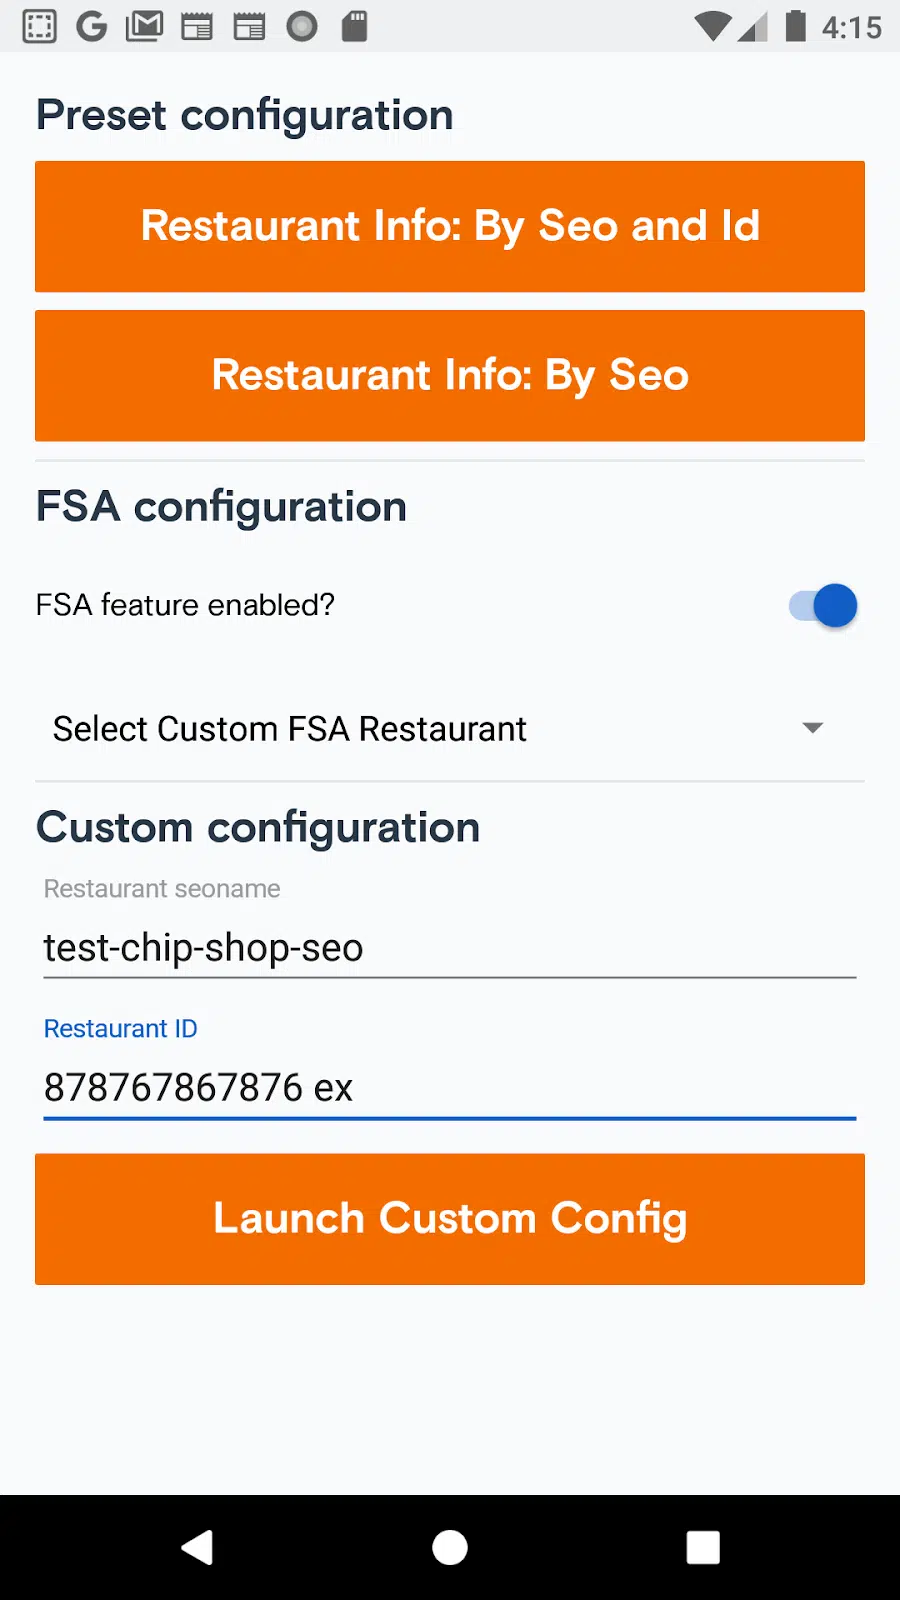 4:15
Preset configuration
Restaurant Info: By Seo and Id
Restaurant Info: By Seo
FSA configuration
FSA feature enabled?
Select Custom FSA Restaurant
Custom configuration
Restaurant seoname
test-chip-shop-seo
Restaurant ID
878767867876 ex
Launch Custom Config